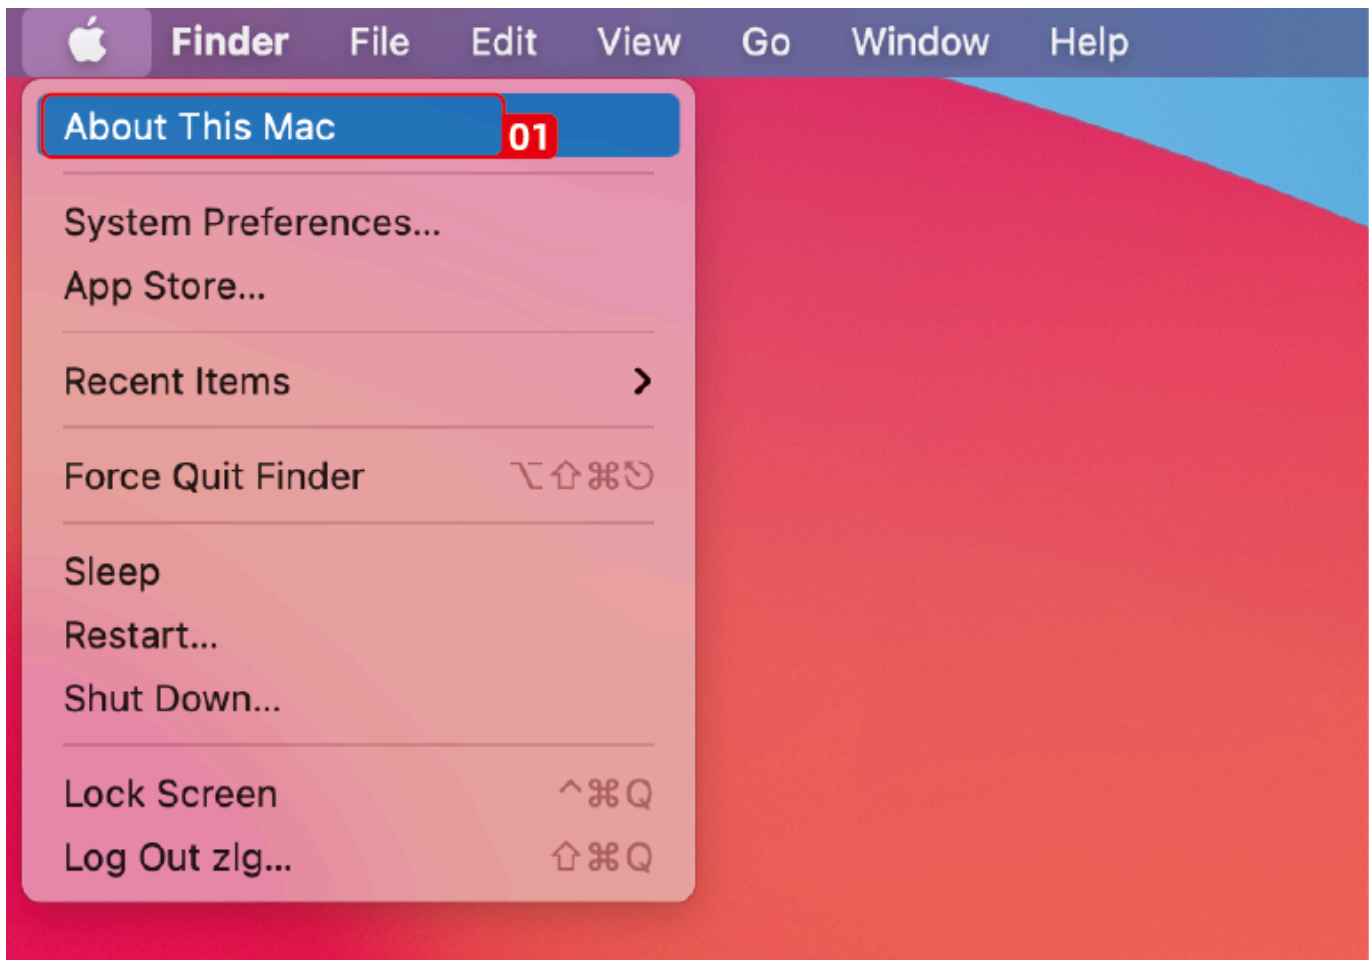 Finder File Edit View Go Window Help
About This Mac 01
System Preferences...
App Store...
Recent Items
Force Quit Finder ⌥⇧⌘⎋
Sleep
Restart...
Shut Down...
Lock Screen ^⌘Q
Log Out zlg... ⇧⌘Q